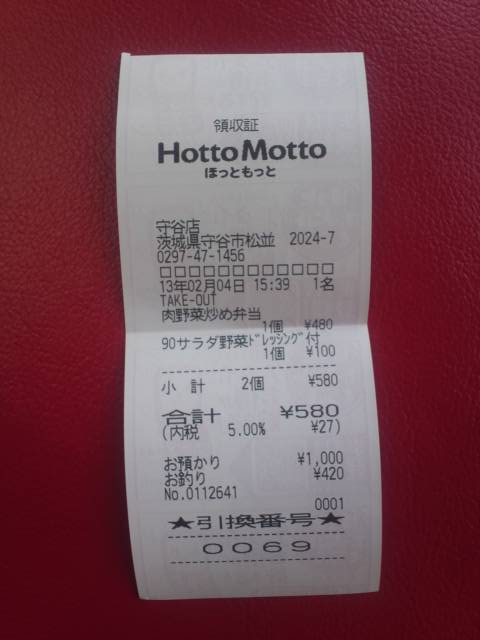 領収証
Hotto Motto
ほっともっと
守谷店
茨城県守谷市松並 2024-7
0297-47-1456
□□□□□□□□□□□□
13年02月04日 15:39 1名
TAKE-OUT
肉野菜炒め弁当
1個 ¥480
90サラダ野菜ドレッシング付
1個 ¥100
小計 2個 ¥580
合計 ¥580
(内税 5.00% ¥27)
お預かり ¥1,000
お釣り ¥420
No.0112641
0001
★引換番号★
0069